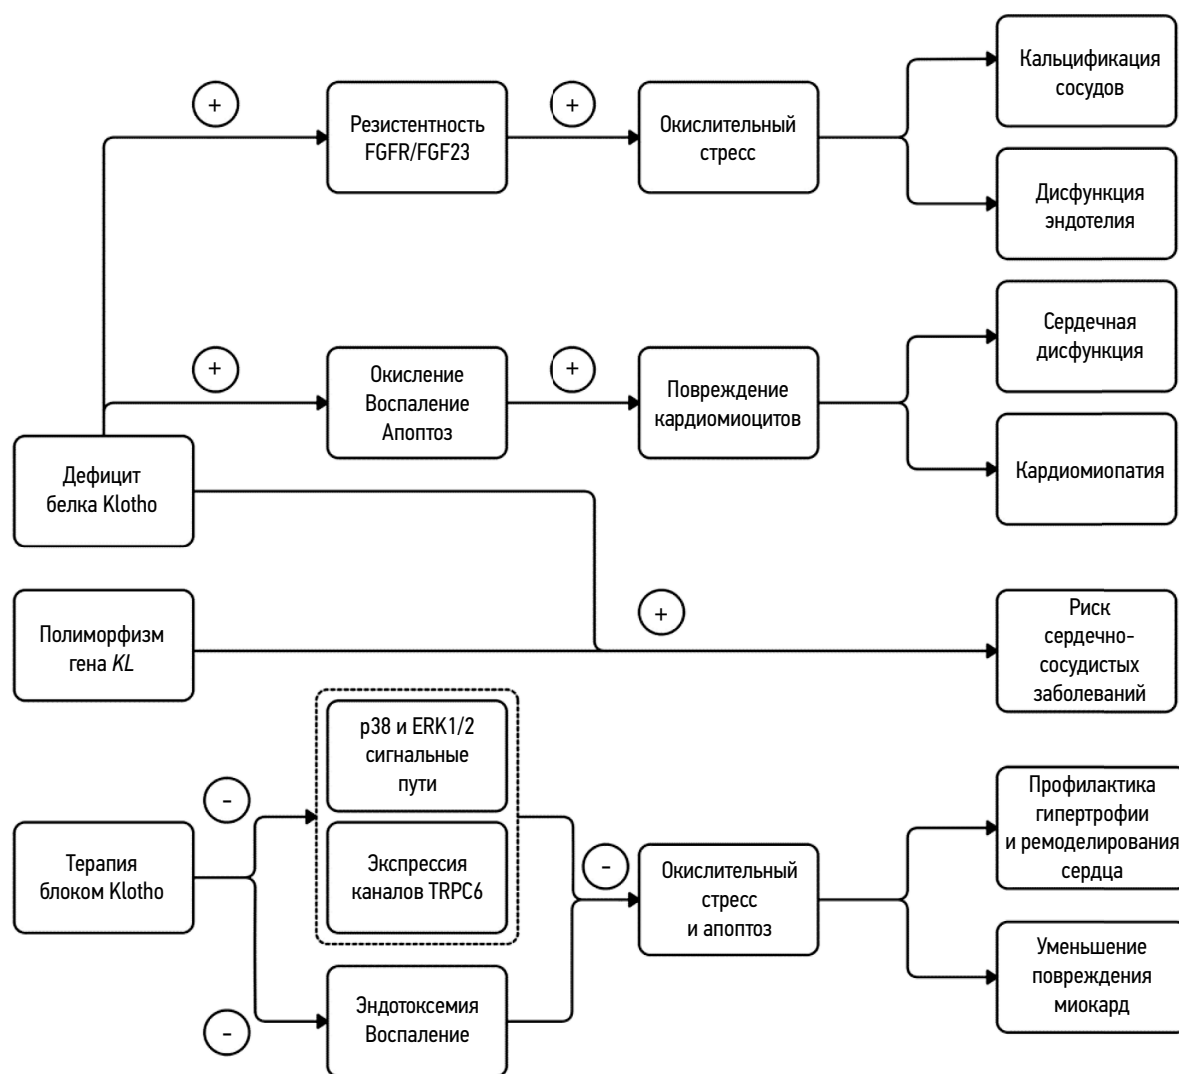 +
Резистентность
FGFR/FGF23
+
Окислительный
стресс
Кальцификация
сосудов
Дисфункция
эндотелия
+
Окисление
Воспаление
Апоптоз
+
Повреждение
кардиомиоцитов
Сердечная
дисфункция
Кардиомиопатия
Дефицит
белка Klotho
Полиморфизм
гена KL
+
Риск
сердечно-
сосудистых
заболеваний
Терапия
блоком Klotho
-
p38 и ERK1/2
сигнальные
пути
Экспрессия
каналов TRPC6
-
Эндотоксемия
Воспаление
-
Окислительный
стресс
и апоптоз
Профилактика
гипертрофии
и ремоделирования
сердца
Уменьшение
повреждения
миокард